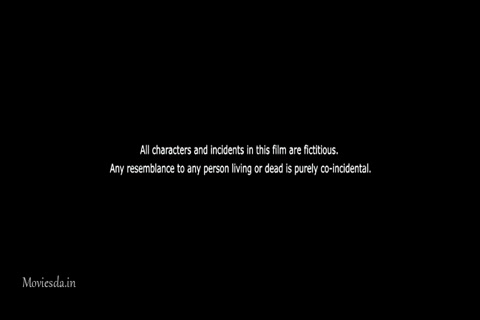 All characters and incidents in this film are fictitious.
Any resemblance to any person living or dead is purely co-incidental.
Moviesda.in